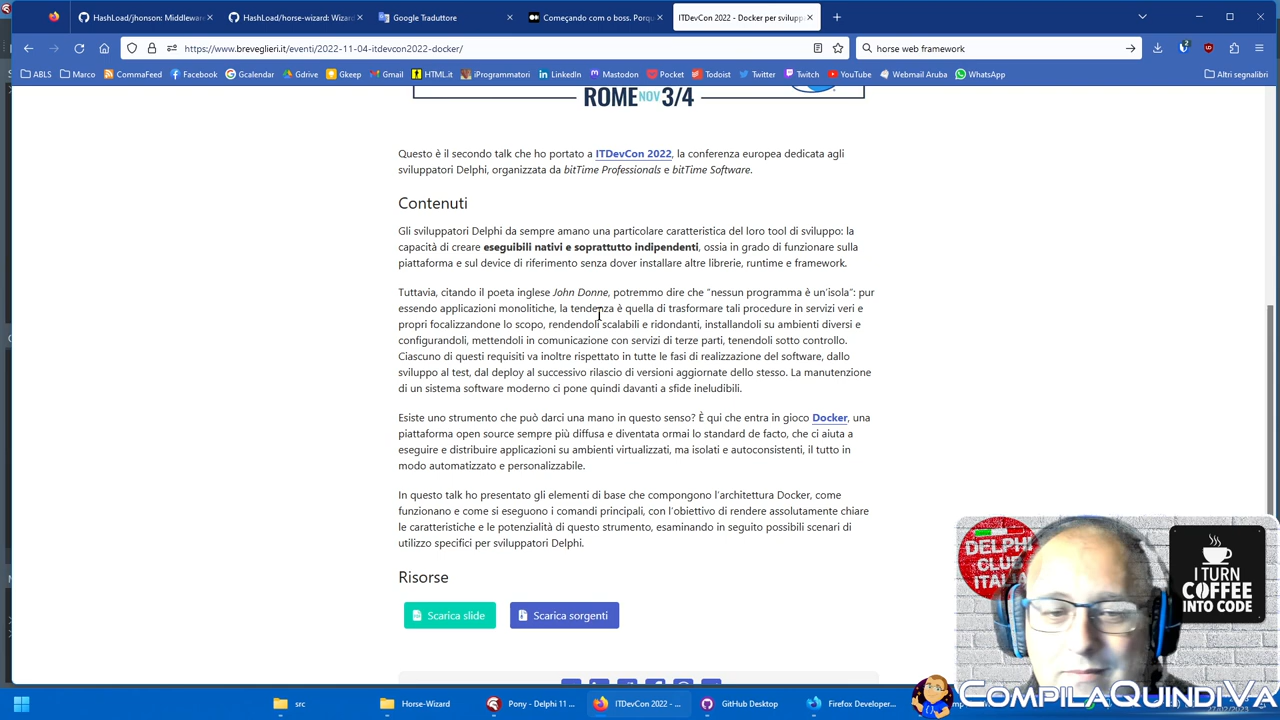 HashLoad/jhonson: Middleware
HashLoad/horse-wizard: Wizard
Google Traduttore
Começando com o boss. Porqu
ITDevCon 2022 - Docker per svilupp
https://www.breveglieri.it/eventi/2022-11-04-itdevcon2022-docker/
horse web framework
ABLS Marco CommaFeed Facebook Gcalendar Gdrive Gkeep Gmail HTML.it iProgrammatori LinkedIn Mastodon Pocket Todoist Twitter Twitch YouTube Webmail Aruba WhatsApp Altri segnalibri
ROME NOV 3/4
Questo è il secondo talk che ho portato a ITDevCon 2022, la conferenza europea dedicata agli
sviluppatori Delphi, organizzata da bitTime Professionals e bitTime Software.
Contenuti
Gli sviluppatori Delphi da sempre amano una particolare caratteristica del loro tool di sviluppo: la
capacità di creare eseguibili nativi e soprattutto indipendenti, ossia in grado di funzionare sulla
piattaforma e sul device di riferimento senza dover installare altre librerie, runtime e framework.
Tuttavia, citando il poeta inglese John Donne, potremmo dire che “nessun programma è un’isola”: pur
essendo applicazioni monolitiche, la tendenza è quella di trasformare tali procedure in servizi veri e
propri focalizzandone lo scopo, rendendoli scalabili e ridondanti, installandoli su ambienti diversi e
configurandoli, mettendoli in comunicazione con servizi di terze parti, tenendoli sotto controllo.
Ciascuno di questi requisiti va inoltre rispettato in tutte le fasi di realizzazione del software, dallo
sviluppo al test, dal deploy al successivo rilascio di versioni aggiornate dello stesso. La manutenzione
di un sistema software moderno ci pone quindi davanti a sfide ineludibili.
Esiste uno strumento che può darci una mano in questo senso? È qui che entra in gioco Docker, una
piattaforma open source sempre più diffusa e diventata ormai lo standard de facto, che ci aiuta a
eseguire e distribuire applicazioni su ambienti virtualizzati, ma isolati e autoconsistenti, il tutto in
modo automatizzato e personalizzabile.
In questo talk ho presentato gli elementi di base che compongono l’architettura Docker, come
funzionano e come si eseguono i comandi principali, con l’obiettivo di rendere assolutamente chiare
le caratteristiche e le potenzialità di questo strumento, esaminando in seguito possibili scenari di
utilizzo specifici per sviluppatori Delphi.
Risorse
Scarica slide
Scarica sorgenti
DELPHI
CLUB
ITALIA
I TURN
COFFEE
INTO CODE
COMPILAQUINDIVA
src
Horse-Wizard
Pony - Delphi 11 ...
ITDevCon 2022 - ...
GitHub Desktop
Firefox Developer...